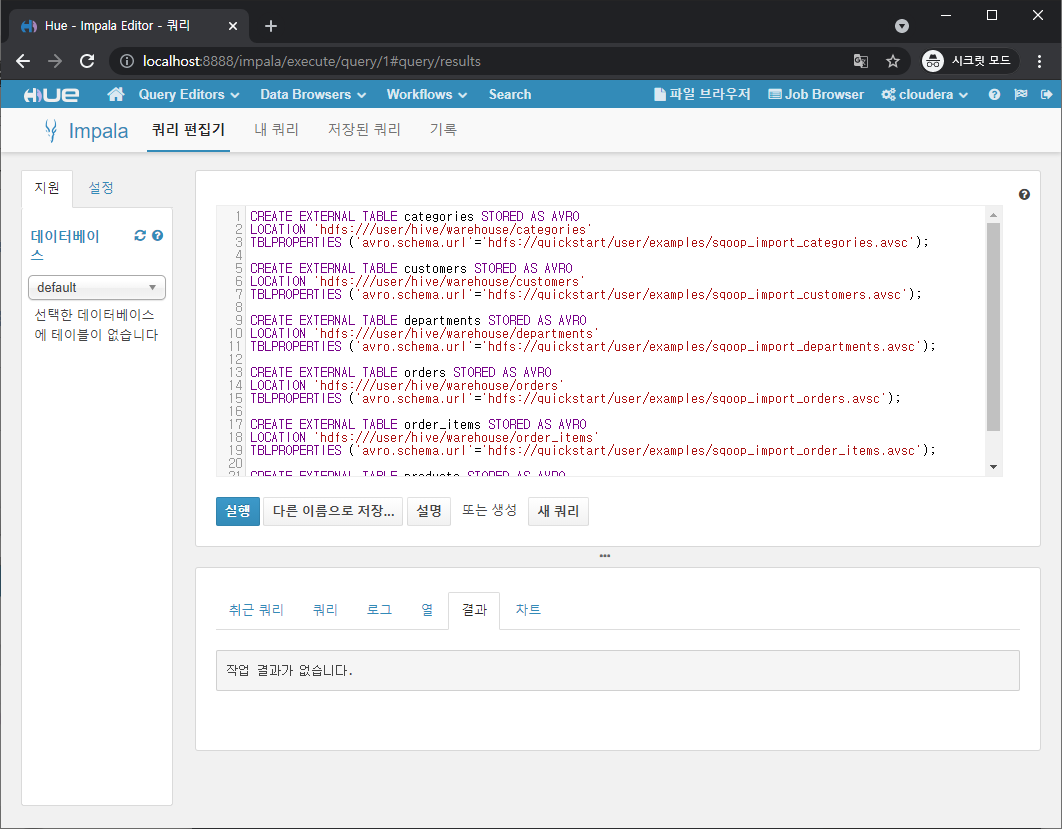 Hue - Impala Editor - 쿼리
localhost:8888/impala/execute/query/1#query/results
시크릿 모드
HUE Query Editors Data Browsers Workflows Search 파일 브라우저 Job Browser cloudera
Impala 쿼리 편집기 내 쿼리 저장된 쿼리 기록
지원 설정
데이터베이
스
default
선택한 데이터베이스
에 테이블이 없습니다
1 CREATE EXTERNAL TABLE categories STORED AS AVRO
2 LOCATION 'hdfs:///user/hive/warehouse/categories'
3 TBLPROPERTIES ('avro.schema.url'='hdfs://quickstart/user/examples/sqoop_import_categories.avsc');
4
5 CREATE EXTERNAL TABLE customers STORED AS AVRO
6 LOCATION 'hdfs:///user/hive/warehouse/customers'
7 TBLPROPERTIES ('avro.schema.url'='hdfs://quickstart/user/examples/sqoop_import_customers.avsc');
8
9 CREATE EXTERNAL TABLE departments STORED AS AVRO
10 LOCATION 'hdfs:///user/hive/warehouse/departments'
11 TBLPROPERTIES ('avro.schema.url'='hdfs://quickstart/user/examples/sqoop_import_departments.avsc');
12
13 CREATE EXTERNAL TABLE orders STORED AS AVRO
14 LOCATION 'hdfs:///user/hive/warehouse/orders'
15 TBLPROPERTIES ('avro.schema.url'='hdfs://quickstart/user/examples/sqoop_import_orders.avsc');
16
17 CREATE EXTERNAL TABLE order_items STORED AS AVRO
18 LOCATION 'hdfs:///user/hive/warehouse/order_items'
19 TBLPROPERTIES ('avro.schema.url'='hdfs://quickstart/user/examples/sqoop_import_order_items.avsc');
20
21 CREATE EXTERNAL TABLE products STORED AS AVRO
실행 다른 이름으로 저장... 설명 또는 생성 새 쿼리
취근 쿼리 쿼리 로그 열 결과 차트
작업 결과가 없습니다.